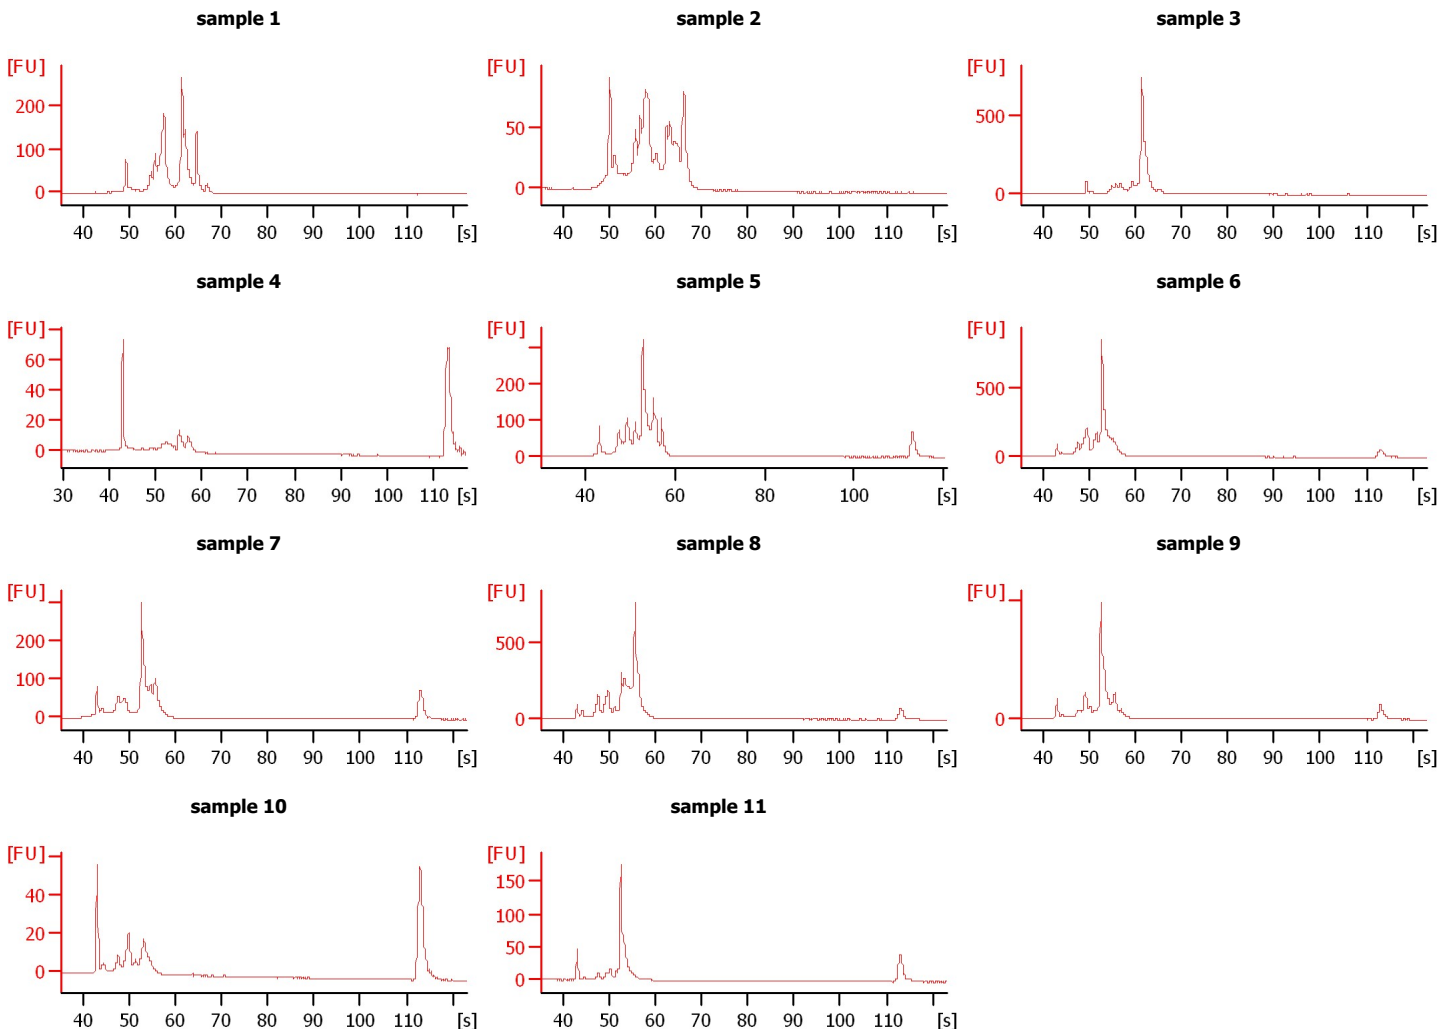 sample 1 sample 2 sample 3
[FU] [FU] [FU]
200
100
0
50
0
500
0
40 50 60 70 80 90 100 110 [s]
40 50 60 70 80 90 100 110 [s]
40 50 60 70 80 90 100 110 [s]
sample 4 sample 5 sample 6
[FU] [FU] [FU]
60
40
20
0
200
100
0
500
0
30 40 50 60 70 80 90 100 110 [s]
40 60 80 100 [s]
40 50 60 70 80 90 100 110 [s]
sample 7 sample 8 sample 9
[FU] [FU] [FU]
200
100
0
500
0
0
40 50 60 70 80 90 100 110 [s]
40 50 60 70 80 90 100 110 [s]
40 50 60 70 80 90 100 110 [s]
sample 10 sample 11
[FU] [FU]
40
20
0
150
100
50
0
40 50 60 70 80 90 100 110 [s]
40 50 60 70 80 90 100 110 [s]